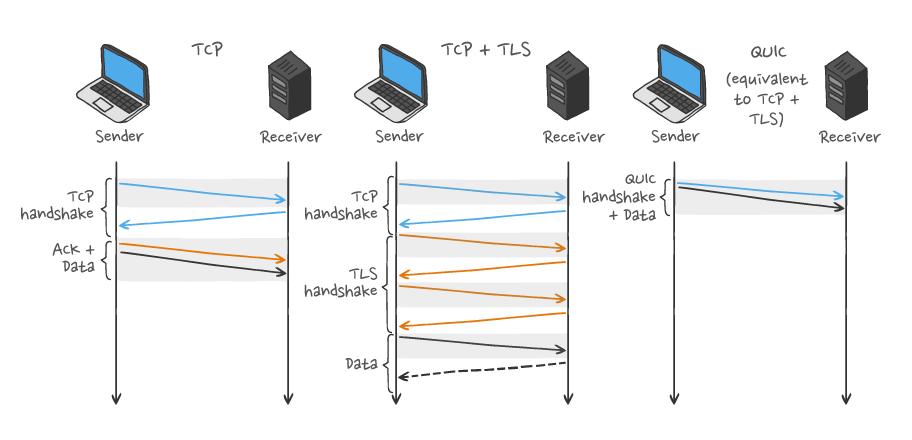 TCP
Sender
Receiver
TCP
handshake
Ack +
Data
TCP + TLS
Sender
Receiver
TCP
handshake
TLS
handshake
Data
QUIC
(equivalent
to TCP +
TLS)
Sender
Receiver
QUIC
handshake
+ Data